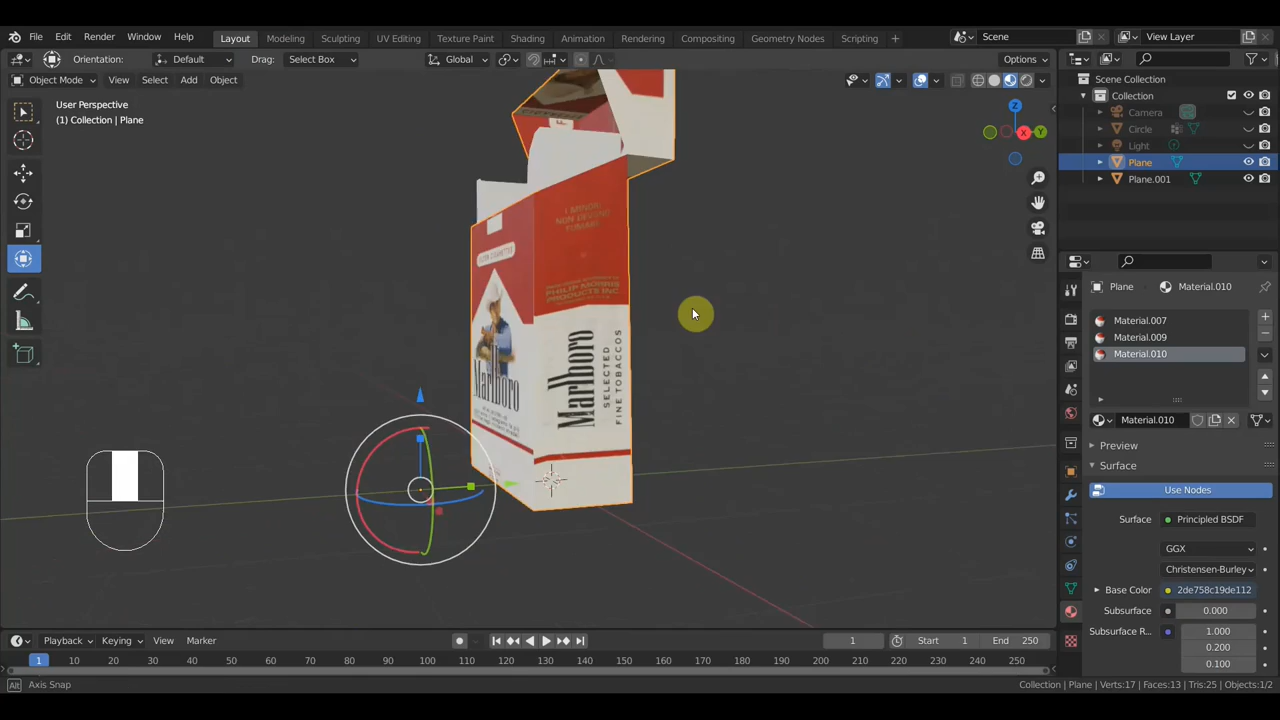 File Edit Render Window Help
Layout Modeling Sculpting UV Editing Texture Paint Shading Animation Rendering Compositing Geometry Nodes Scripting +
Scene View Layer
Orientation: Default Drag: Select Box Global Options
Object Mode View Select Add Object
User Perspective
(1) Collection | Plane
Z
X
Y
Scene Collection
Collection
Camera
Circle
Light
Plane
Plane.001
Plane Material.010
Material.007
Material.009
Material.010
Material.010
Preview
Surface
Use Nodes
Surface Principled BSDF
GGX
Christensen-Burley
Base Color 2de758c19de112
Subsurface 0.000
Subsurface R... 1.000
0.200
0.100
I MINORI
NON DEVONO
FUMARE
PHILIP MORRIS
PRODUCTS INC.
Marlboro
Marlboro
SELECTED
FINE TOBACCOS
Playback Keying View Marker
1 Start 1 End 250
1 10 20 30 40 50 60 70 80 90 100 110 120 130 140 150 160 170 180 190 200 210 220 230 240 250
Alt Axis Snap
Collection | Plane | Verts:17 | Faces:13 | Tris:25 | Objects:1/2